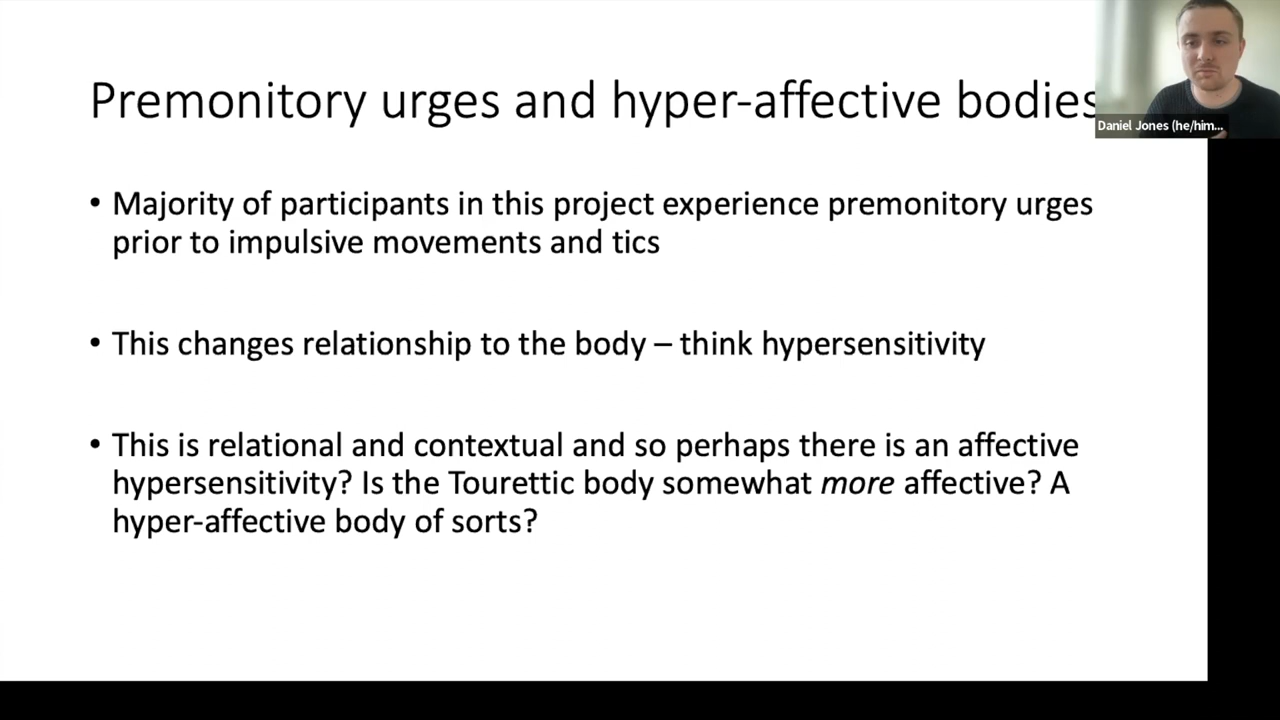 Premonitory urges and hyper-affective bodies
Daniel Jones (he/him...
• Majority of participants in this project experience premonitory urges
prior to impulsive movements and tics
• This changes relationship to the body – think hypersensitivity
• This is relational and contextual and so perhaps there is an affective
hypersensitivity? Is the Tourettic body somewhat more affective? A
hyper-affective body of sorts?